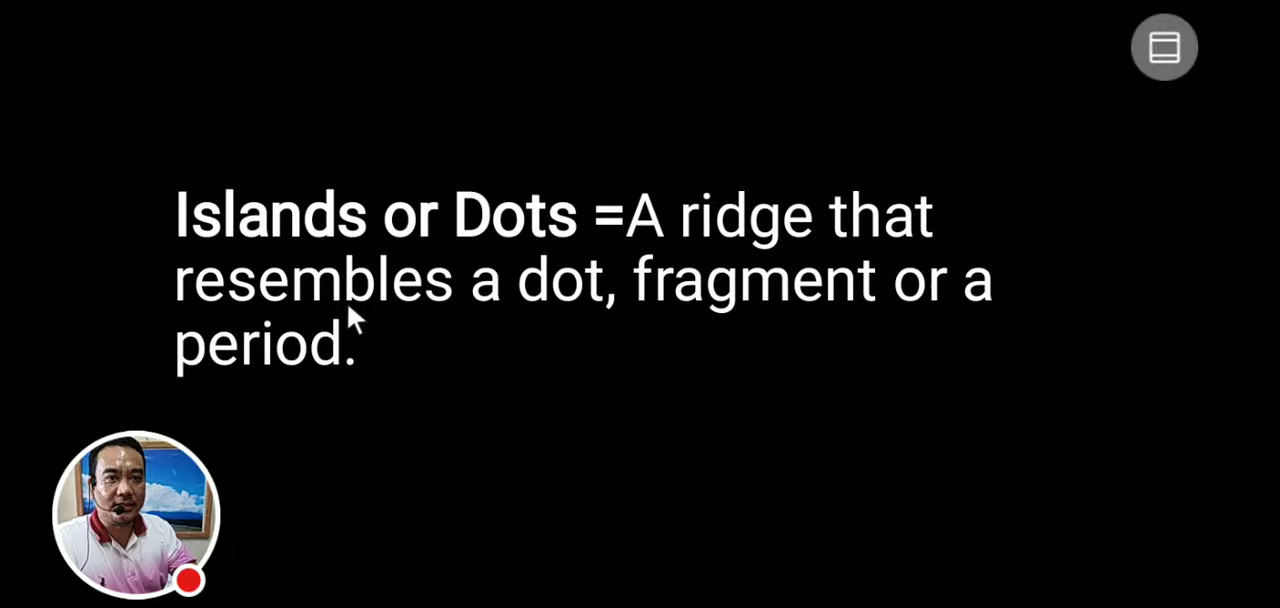 Islands or Dots =A ridge that
resembles a dot, fragment or a
period.